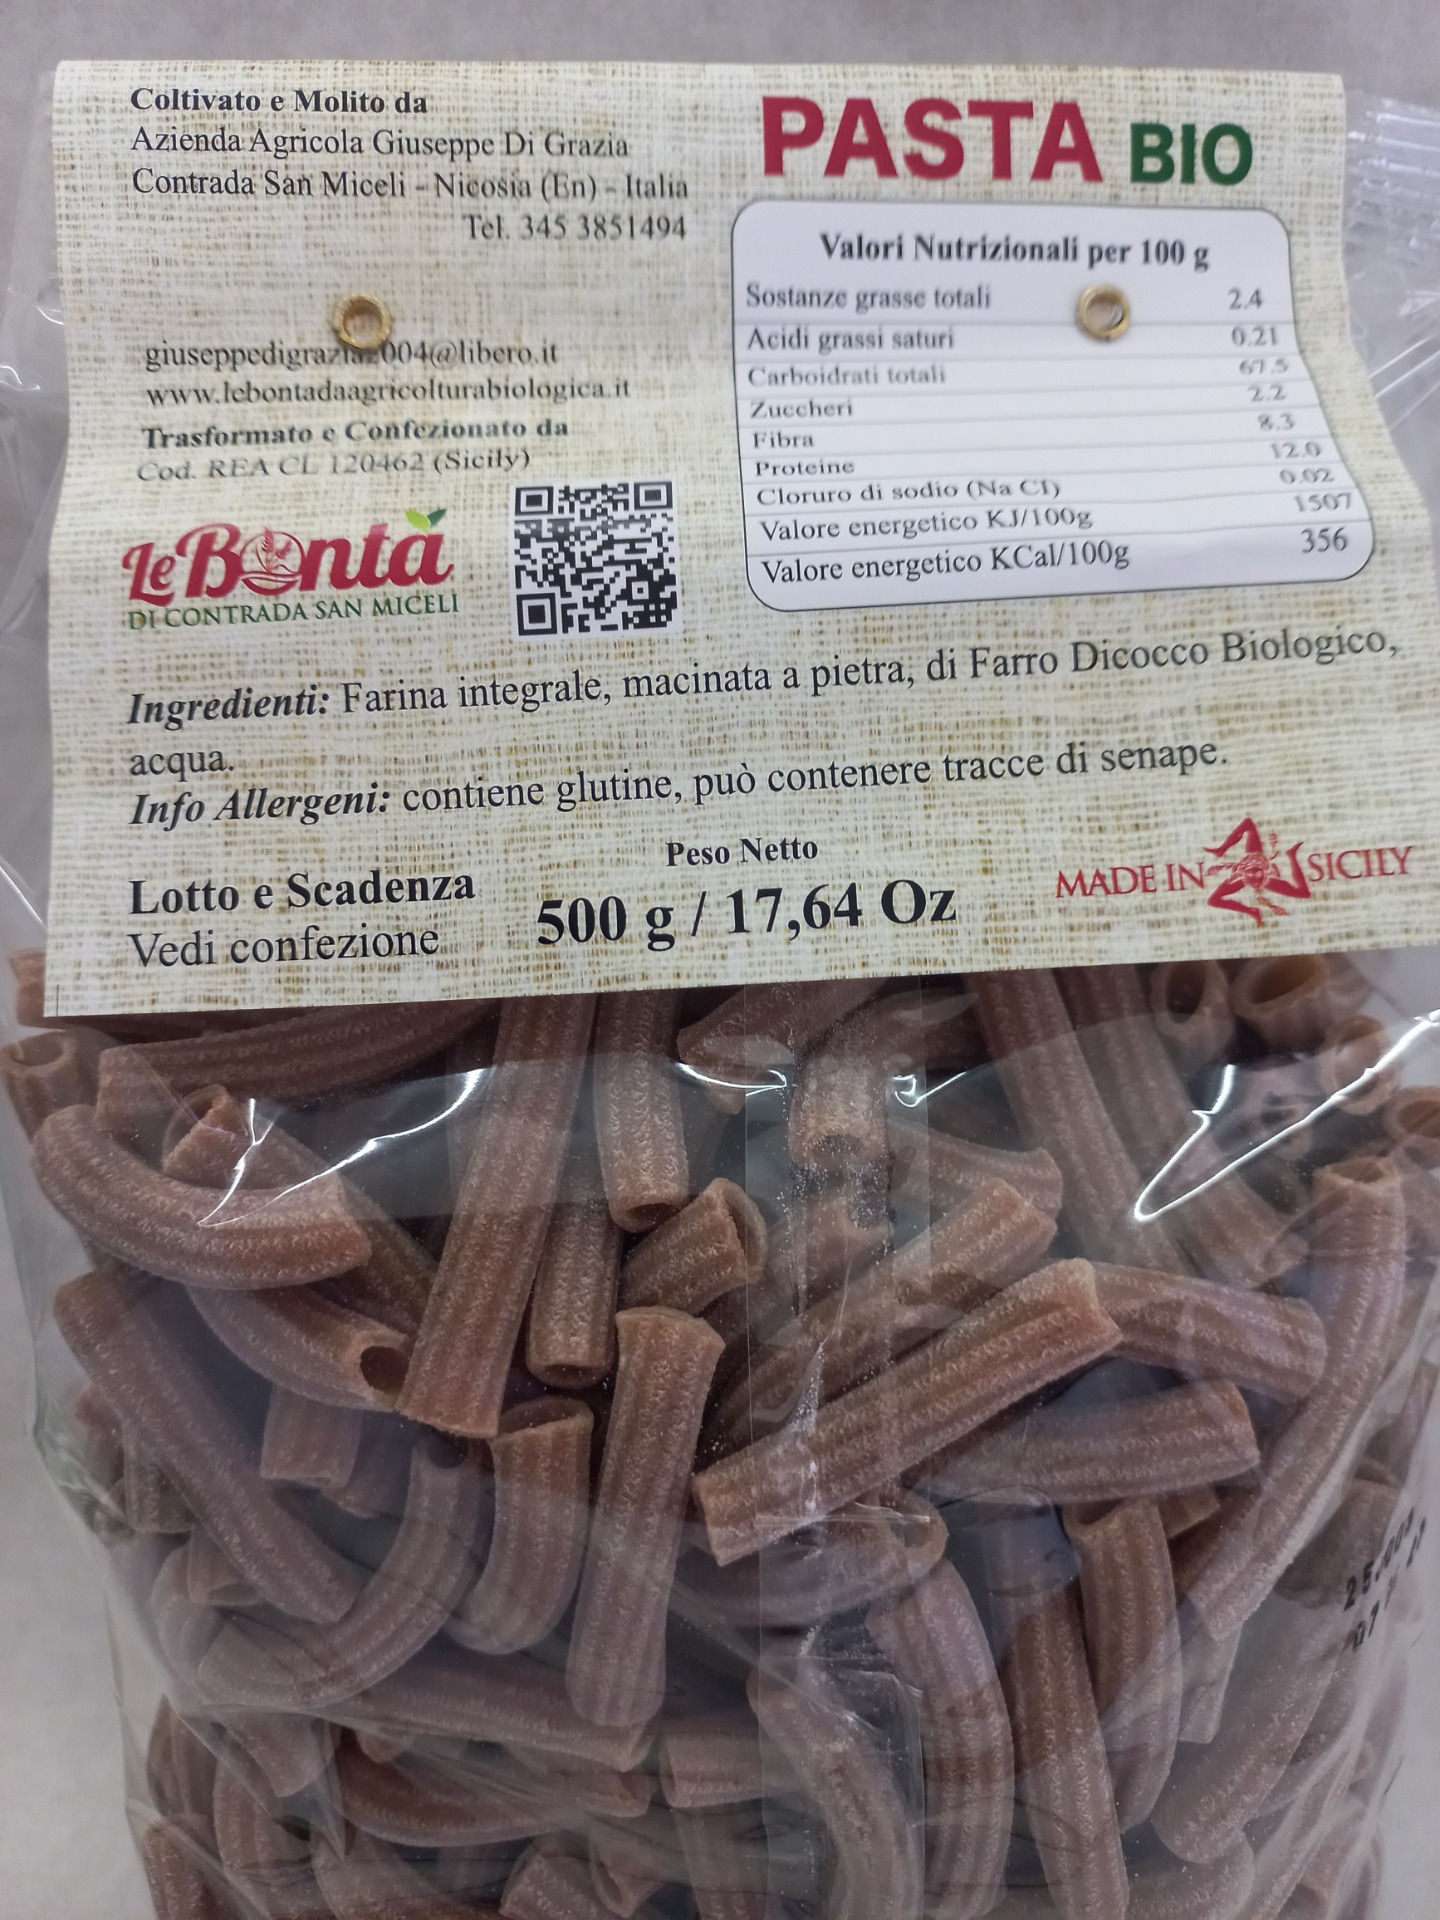 Coltivato e Molito da
Azienda Agricola Giuseppe Di Grazia
Contrada San Miceli - Nicosia (En) - Italia
Tel. 345 3851494
@libero.it
www.lebontadaagricolturabiologica.it
Trasformato e Confezionato da
Cod. REA CL 120462 (Sicily)
Le Bontà
DI CONTRADA SAN MICELI
PASTA BIO
Valori Nutrizionali per 100 g
Sostanze grasse totali 2.4
Acidi grassi saturi 0.21
Carboidrati totali 67.5
Zuccheri 2.2
Fibra 8.3
Proteine 12.0
Cloruro di sodio (Na Cl) 0.02
Valore energetico KJ/100g 1507
Valore energetico KCal/100g 356
Ingredienti: Farina integrale, macinata a pietra, di Farro Dicocco Biologico,
acqua.
Info Allergeni: contiene glutine, può contenere tracce di senape.
Lotto e Scadenza
Vedi confezione
Peso Netto
500 g / 17,64 Oz
MADE IN SICILY